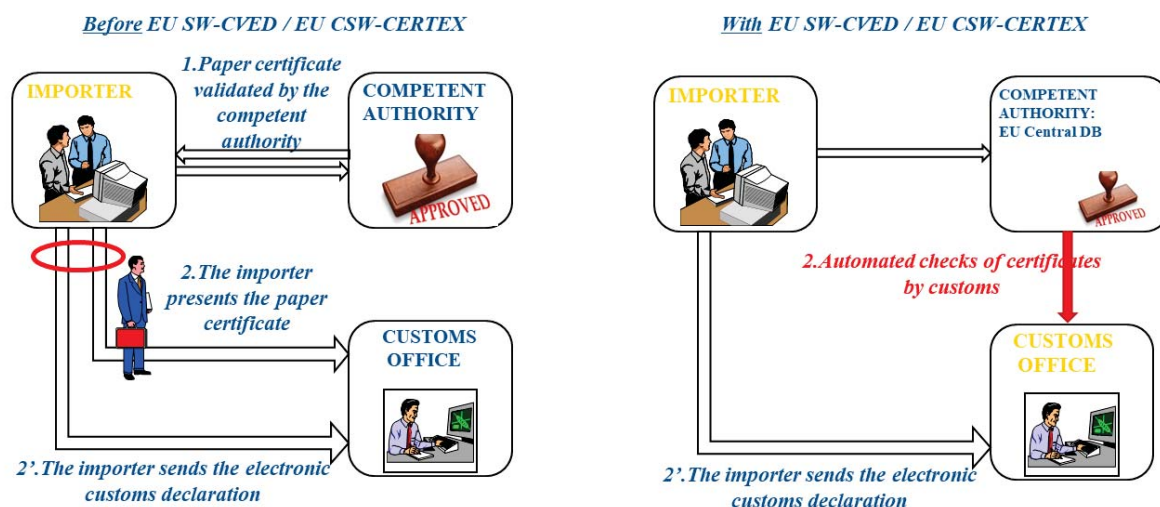 Before EU SW-CVED / EU CSW-CERTEX
1.Paper certificate
validated by the
competent
authority
IMPORTER
COMPETENT
AUTHORITY
APPROVED
2.The importer
presents the paper
certificate
CUSTOMS
OFFICE
2’.The importer sends the electronic
customs declaration
With EU SW-CVED / EU CSW-CERTEX
IMPORTER
COMPETENT
AUTHORITY:
EU Central DB
APPROVED
2.Automated checks of certificates
by customs
CUSTOMS
OFFICE
2’.The importer sends the electronic
customs declaration